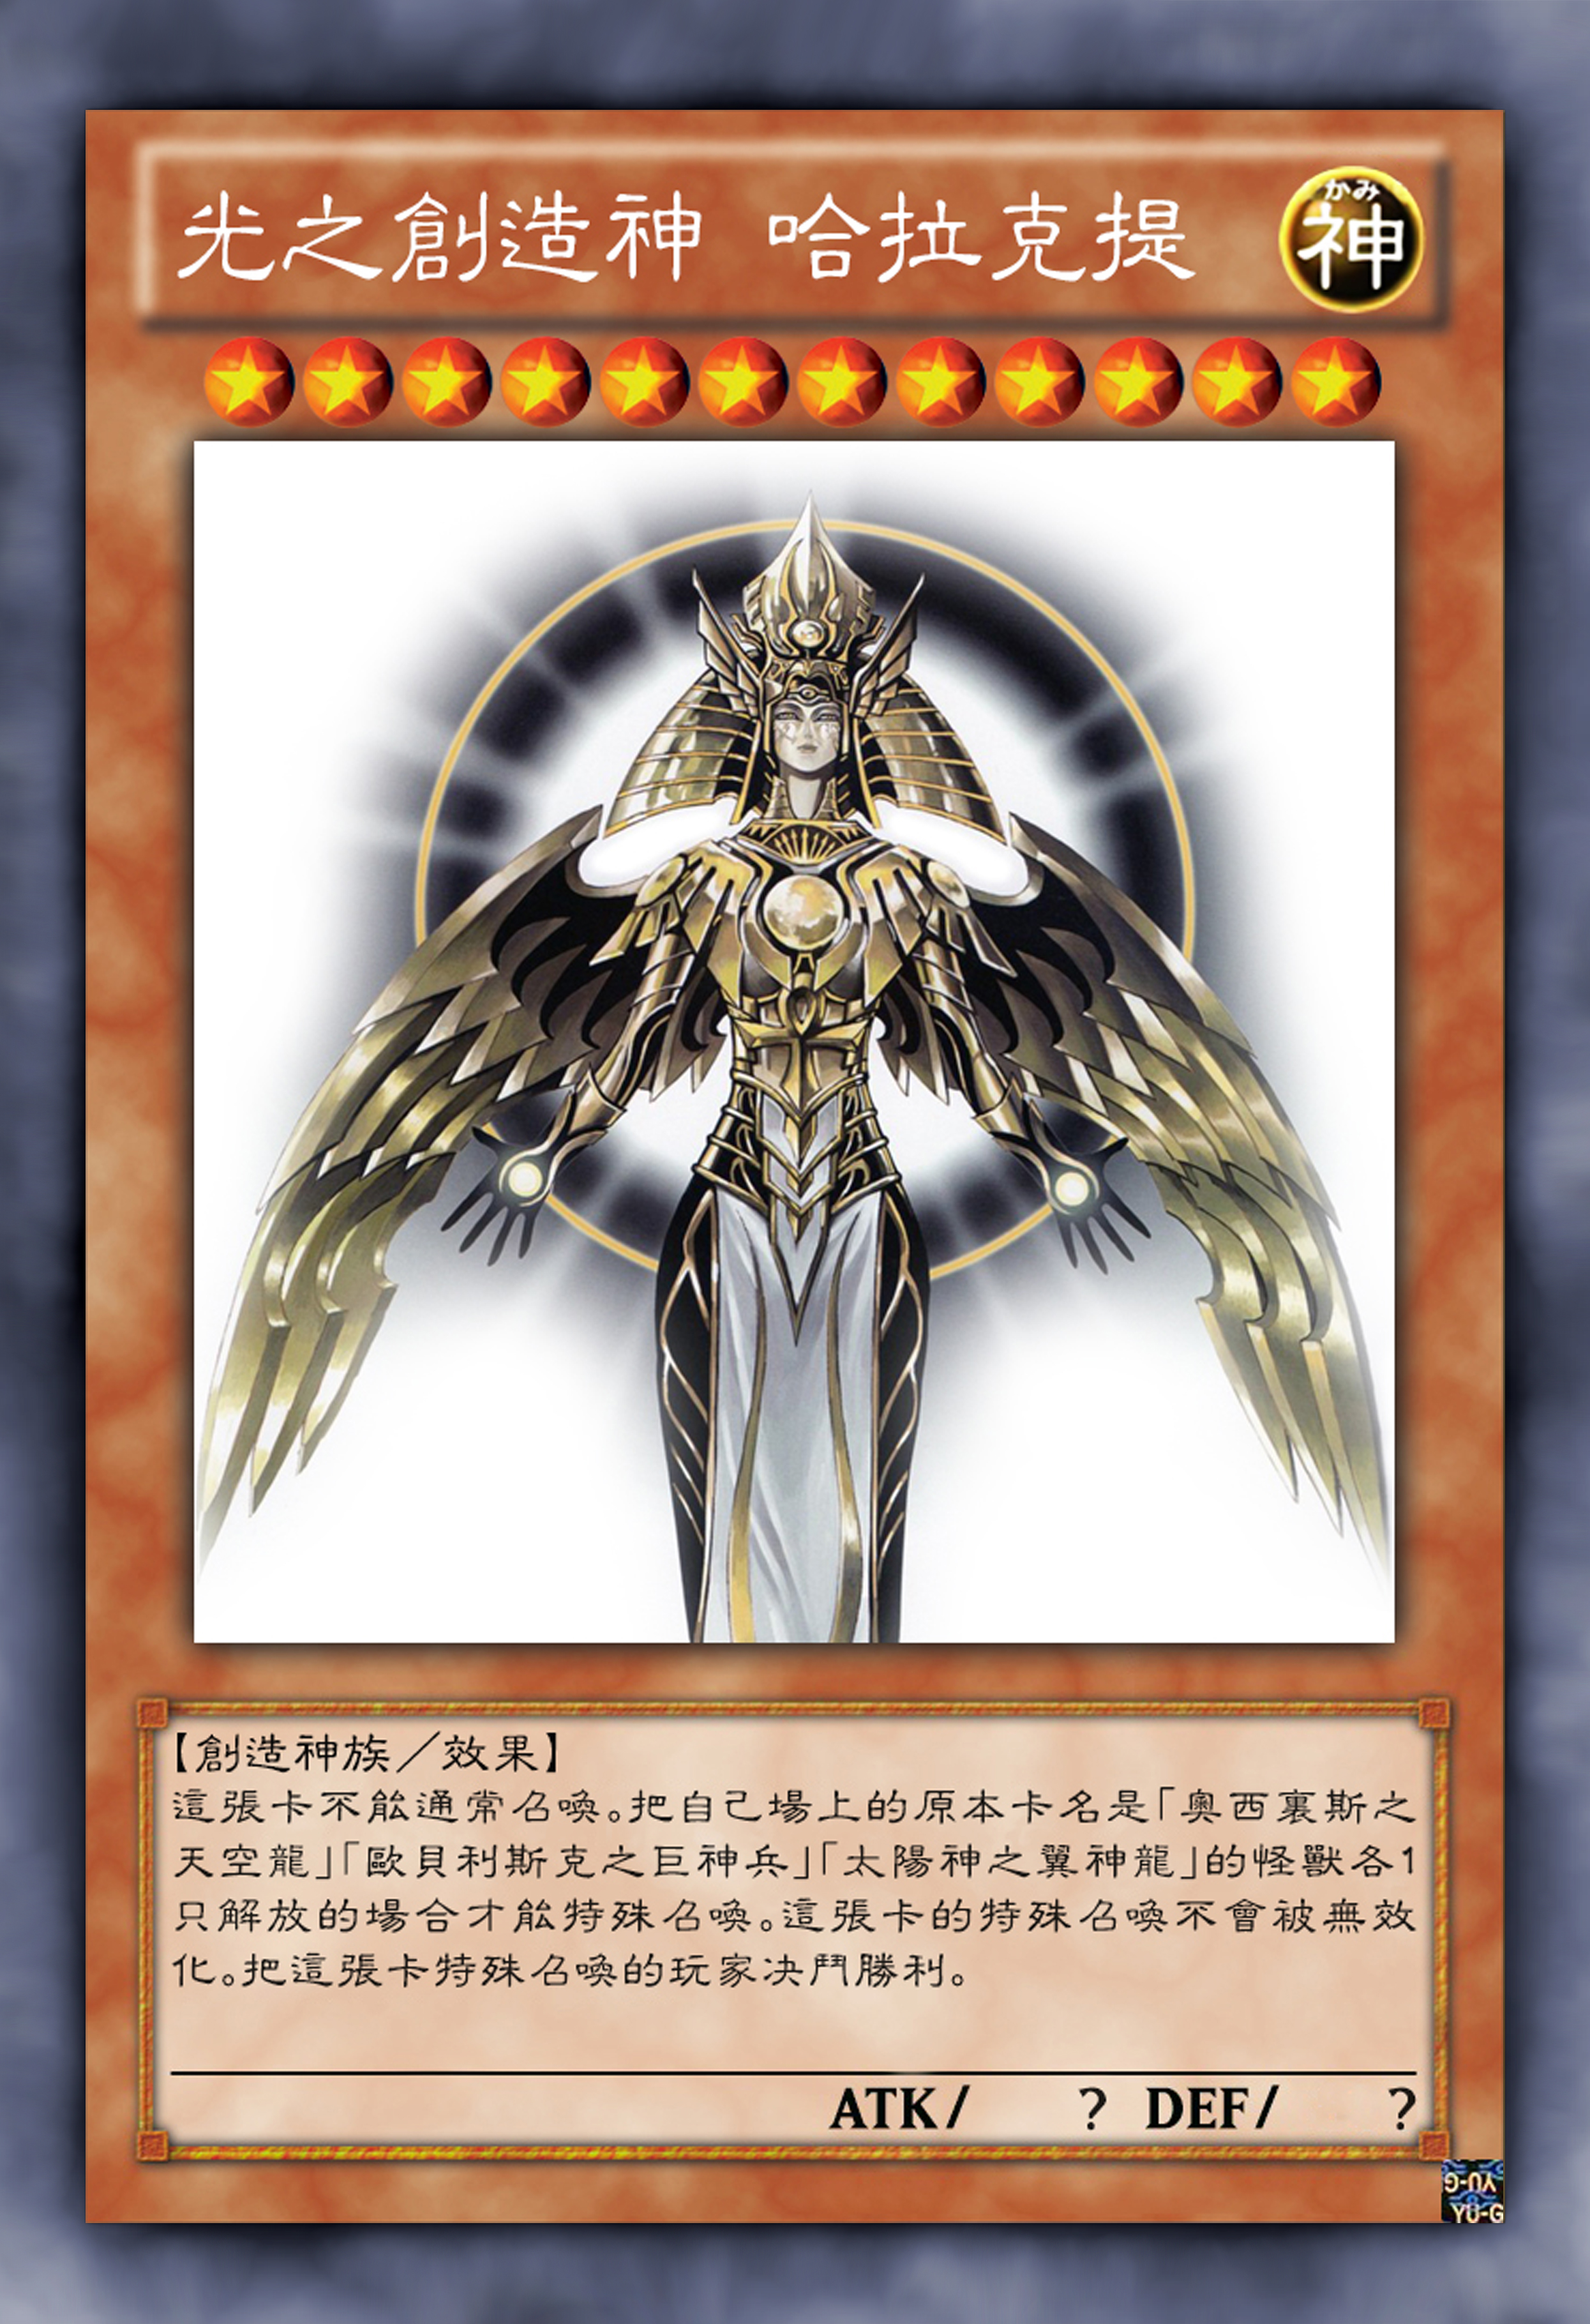 光之創造神 哈拉克提
かみ
神
【創造神族／效果】
這張卡不能通常召喚。把自己場上的原本卡名是「奧西裏斯之
天空龍」「歐貝利斯克之巨神兵」「太陽神之翼神龍」的怪獸各1
只解放的場合才能特殊召喚。這張卡的特殊召喚不會被無效
化。把這張卡特殊召喚的玩家決鬥勝利。
ATK/ ? DEF/ ?
YU-G
YU-G